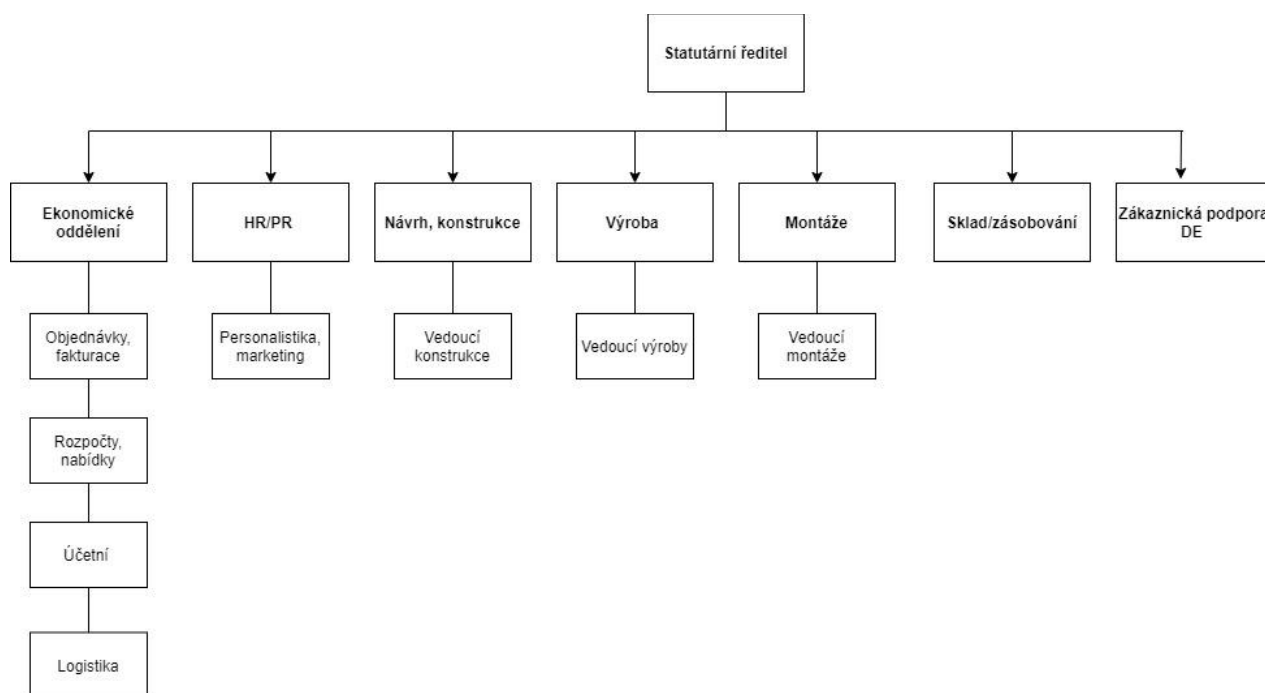 Statutární ředitel
Ekonomické
oddělení
HR/PR
Návrh, konstrukce
Výroba
Montáže
Sklad/zásobování
Zákaznická podpora
DE
Objednávky,
fakturace
Personalistika,
marketing
Vedoucí
konstrukce
Vedoucí výroby
Vedoucí
montáže
Rozpočty,
nabídky
Účetní
Logistika